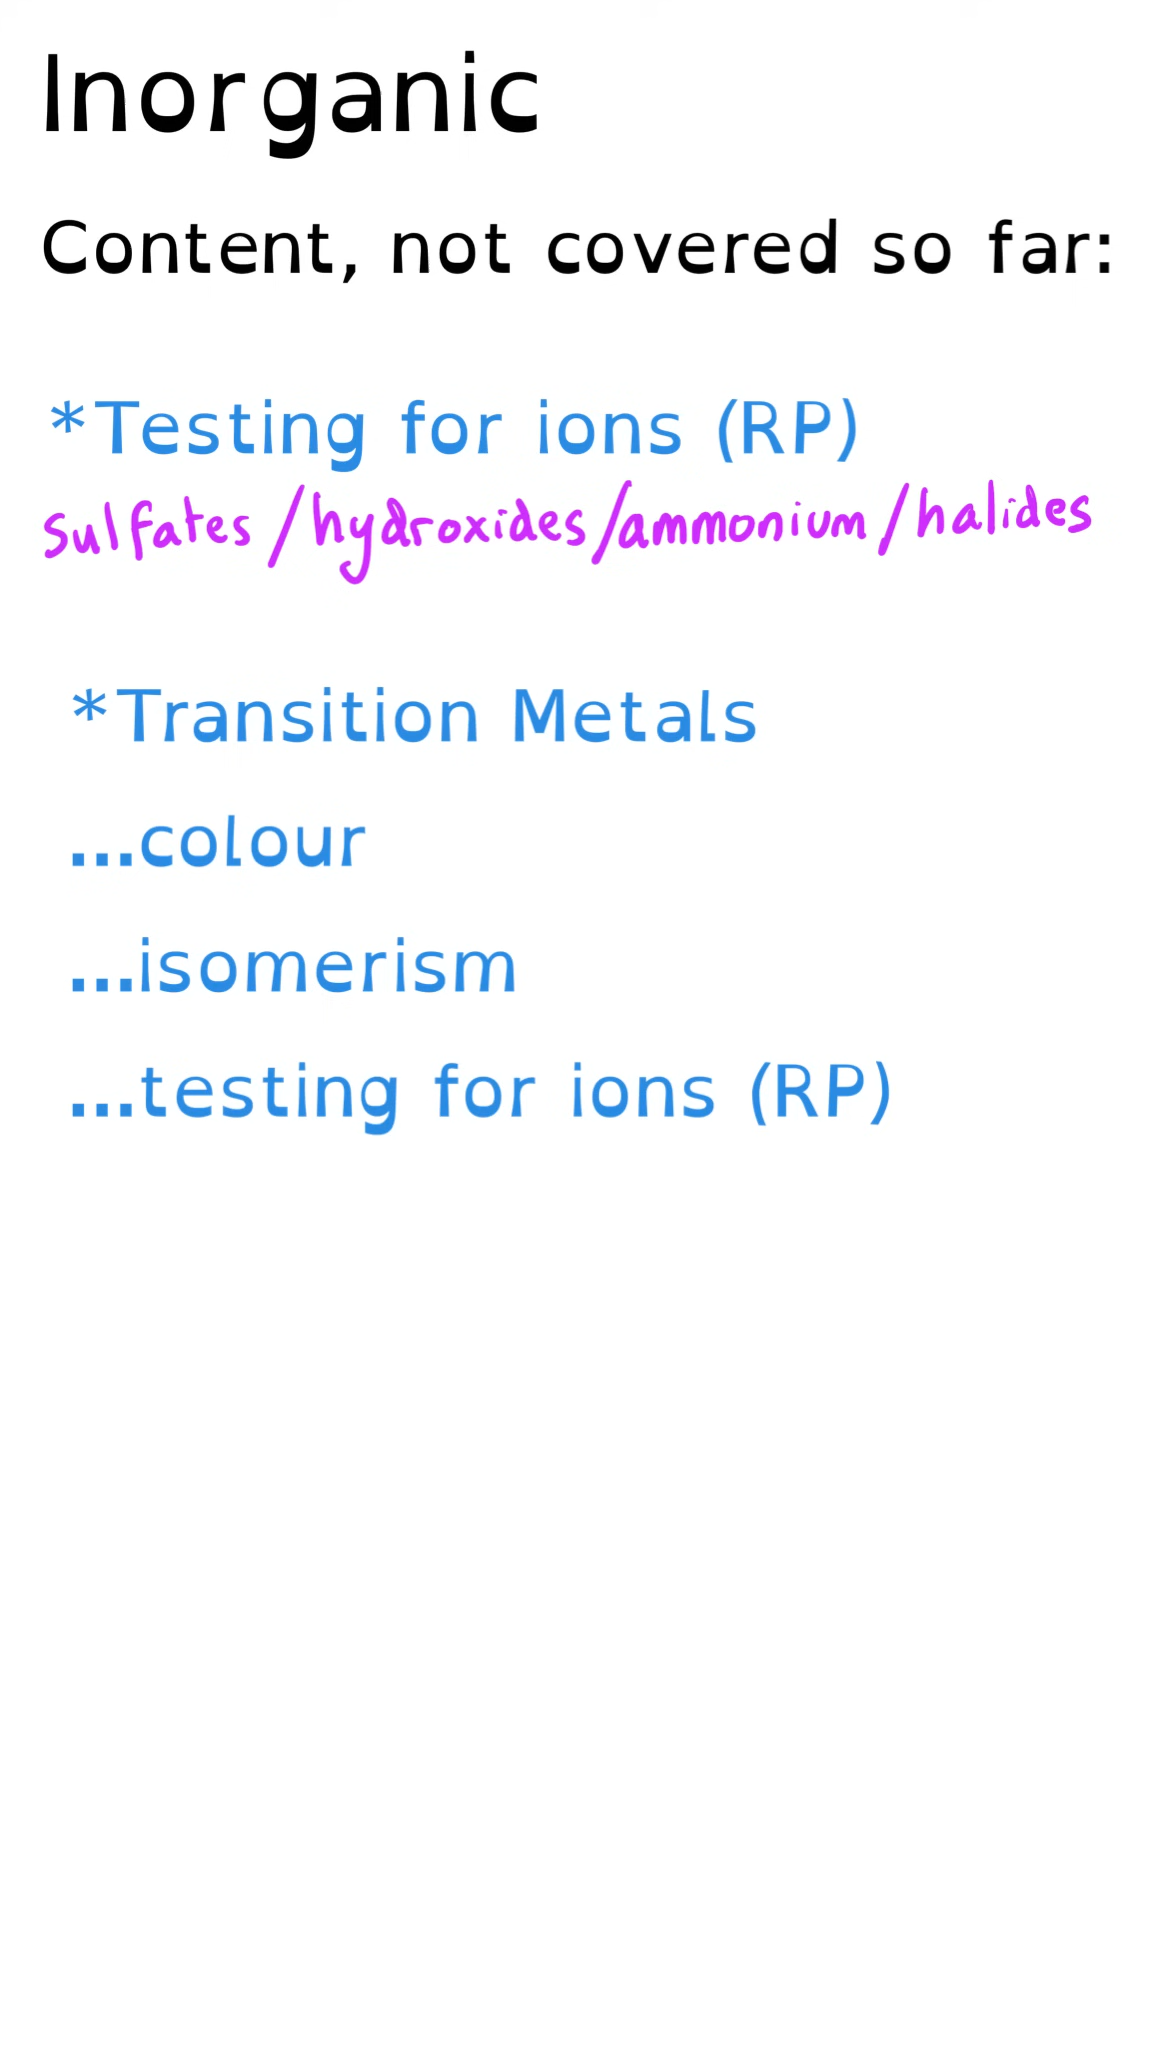 Inorganic
Content, not covered so far:
*Testing for ions (RP)
sulfates/hydroxides/ammonium/halides
*Transition Metals
...colour
...isomerism
...testing for ions (RP)